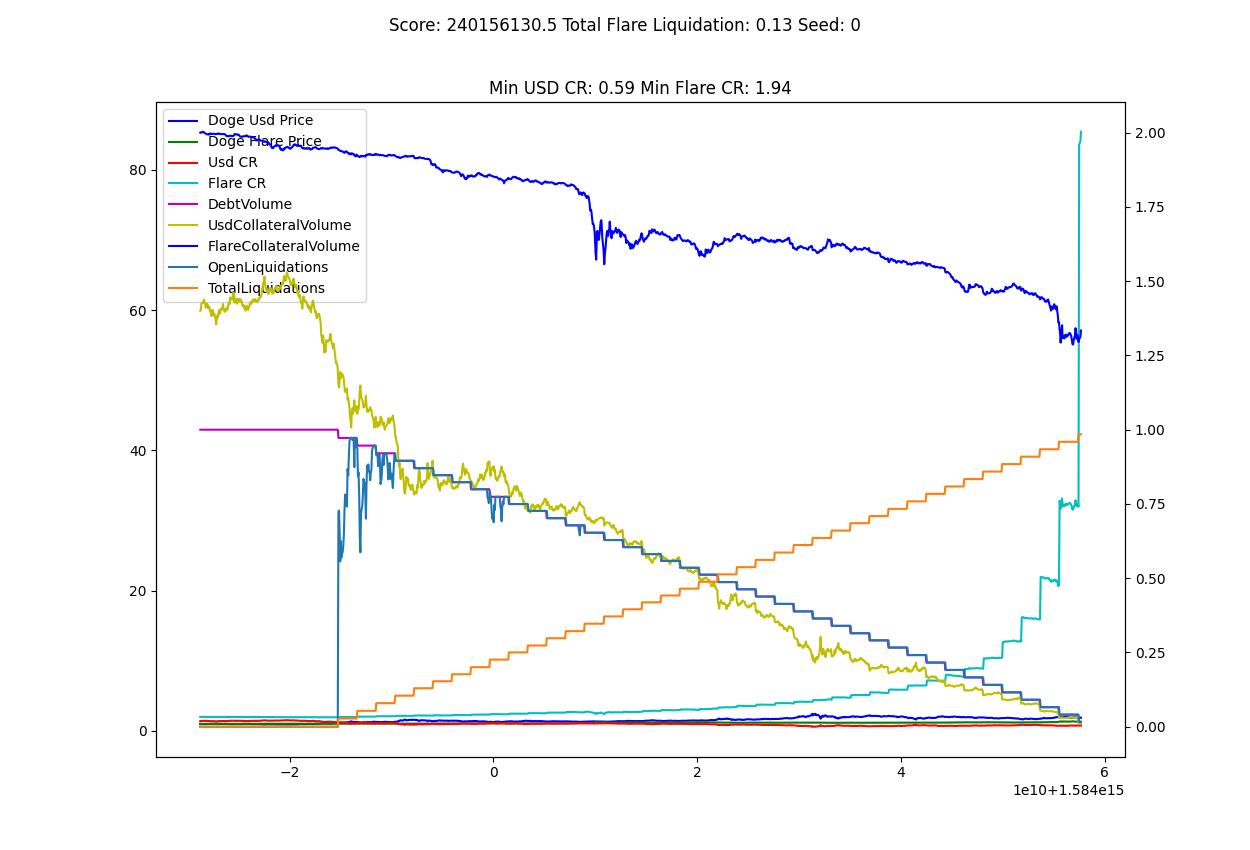 Score: 240156130.5 Total Flare Liquidation: 0.13 Seed: 0
Min USD CR: 0.59 Min Flare CR: 1.94
Doge Usd Price
Doge Flare Price
Usd CR
Flare CR
DebtVolume
UsdCollateralVolume
FlareCollateralVolume
OpenLiquidations
TotalLiquidations
80
60
40
20
0
2.00
1.75
1.50
1.25
1.00
0.75
0.50
0.25
0.00
−2
0
2
4
6
1e10+1.584e15